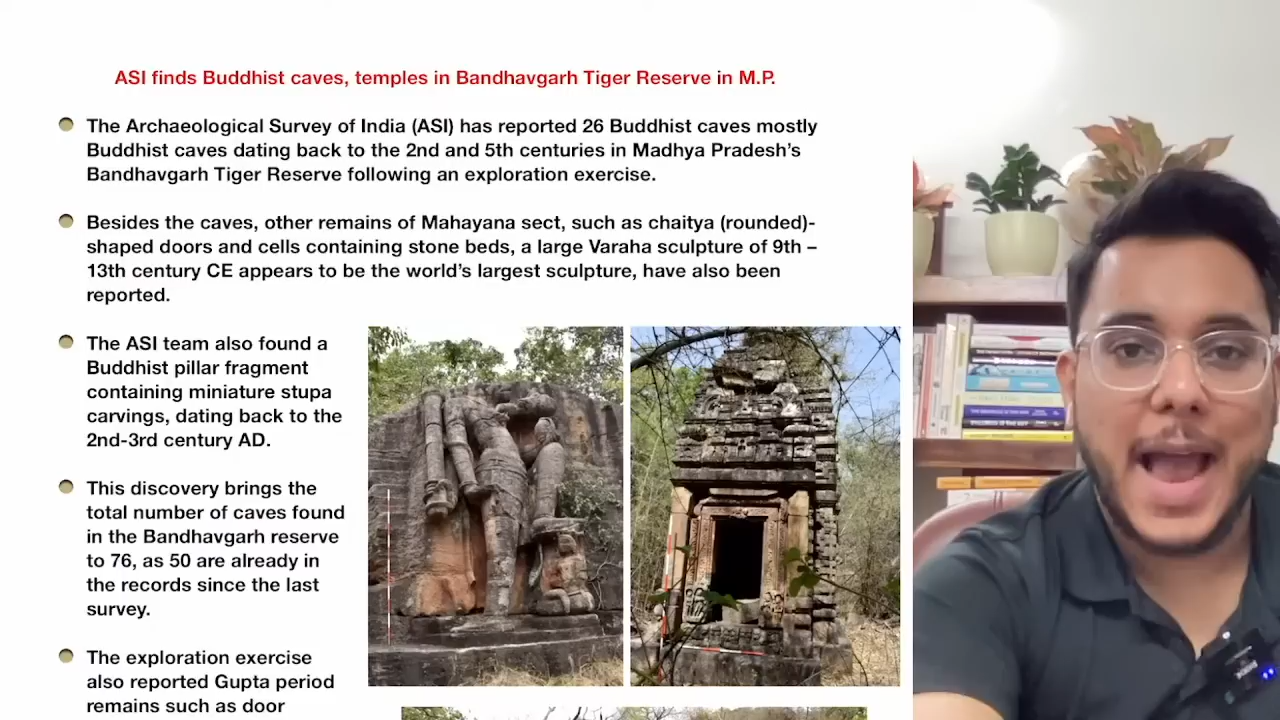 ASI finds Buddhist caves, temples in Bandhavgarh Tiger Reserve in M.P.
The Archaeological Survey of India (ASI) has reported 26 Buddhist caves mostly
Buddhist caves dating back to the 2nd and 5th centuries in Madhya Pradesh's
Bandhavgarh Tiger Reserve following an exploration exercise.
Besides the caves, other remains of Mahayana sect, such as chaitya (rounded)-
shaped doors and cells containing stone beds, a large Varaha sculpture of 9th –
13th century CE appears to be the world's largest sculpture, have also been
reported.
The ASI team also found a
Buddhist pillar fragment
containing miniature stupa
carvings, dating back to the
2nd-3rd century AD.
This discovery brings the
total number of caves found
in the Bandhavgarh reserve
to 76, as 50 are already in
the records since the last
survey.
The exploration exercise
also reported Gupta period
remains such as door